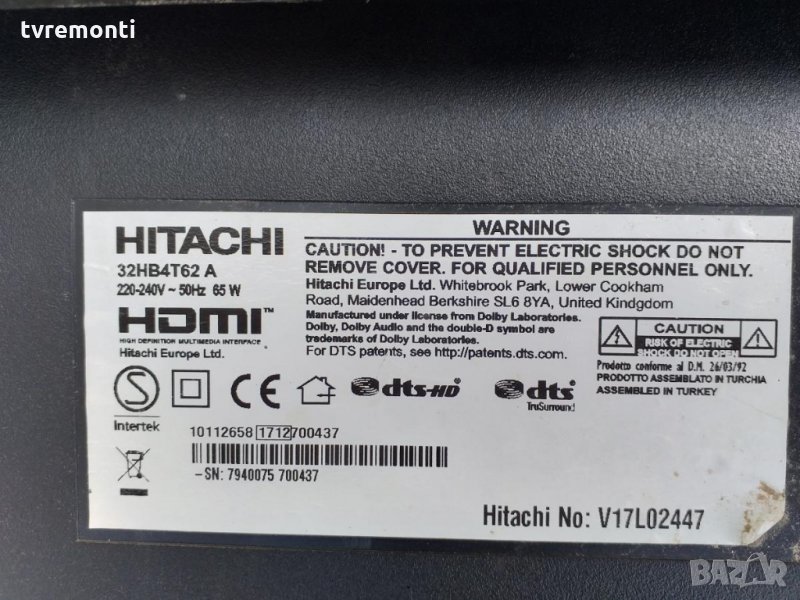 tvremonti
HITACHI
32HB4T62 A
220-240V ~ 50Hz 65 W
HDMI™
HIGH DEFINITION MULTIMEDIA INTERFACE
Hitachi Europe Ltd.
WARNING
CAUTION! - TO PREVENT ELECTRIC SHOCK DO NOT
REMOVE COVER. FOR QUALIFIED PERSONNEL ONLY.
Hitachi Europe Ltd. Whitebrook Park, Lower Cookham
Road, Maidenhead Berkshire SL6 8YA, United Kindgdom
Manufactured under license from Dolby Laboratories.
Dolby, Dolby Audio and the double-D symbol are
trademarks of Dolby Laboratories.
For DTS patents, see http://patents.dts.com.
CAUTION
RISK OF ELECTRIC
SHOCK DO NOT OPEN
Prodotto conforme al D.M. 26/03/92
PRODOTTO ASSEMBLATO IN TURCHIA
ASSEMBLED IN TURKEY
S
Intertek
CE
dts-HD
dts
TruSurround
10112658 1712700437
-SN: 7940075 700437
Hitachi No: V17L02447
BAZAR